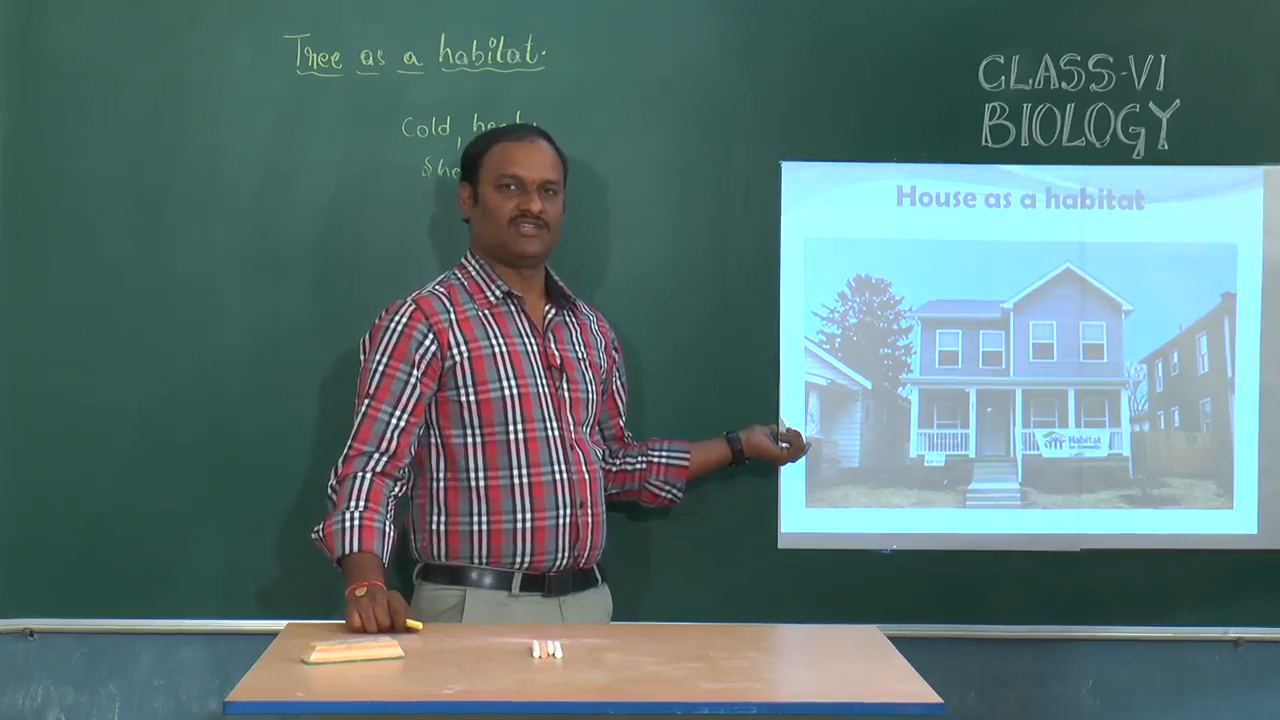 Tree as a habitat.
Cold,
CLASS-VI
BIOLOGY
House as a habitat
Habitat